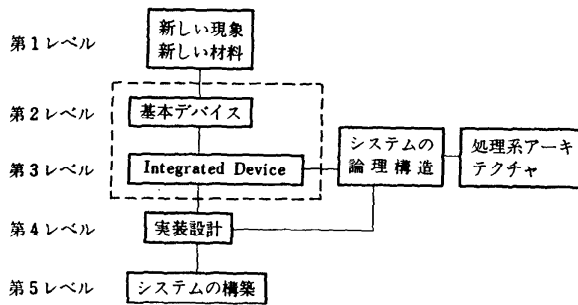 第1レベル
新しい現象
新しい材料
第2レベル
基本デバイス
第3レベル
Integrated Device
システムの
論理構造
処理系アーキ
テクチャ
第4レベル
実装設計
第5レベル
システムの構築